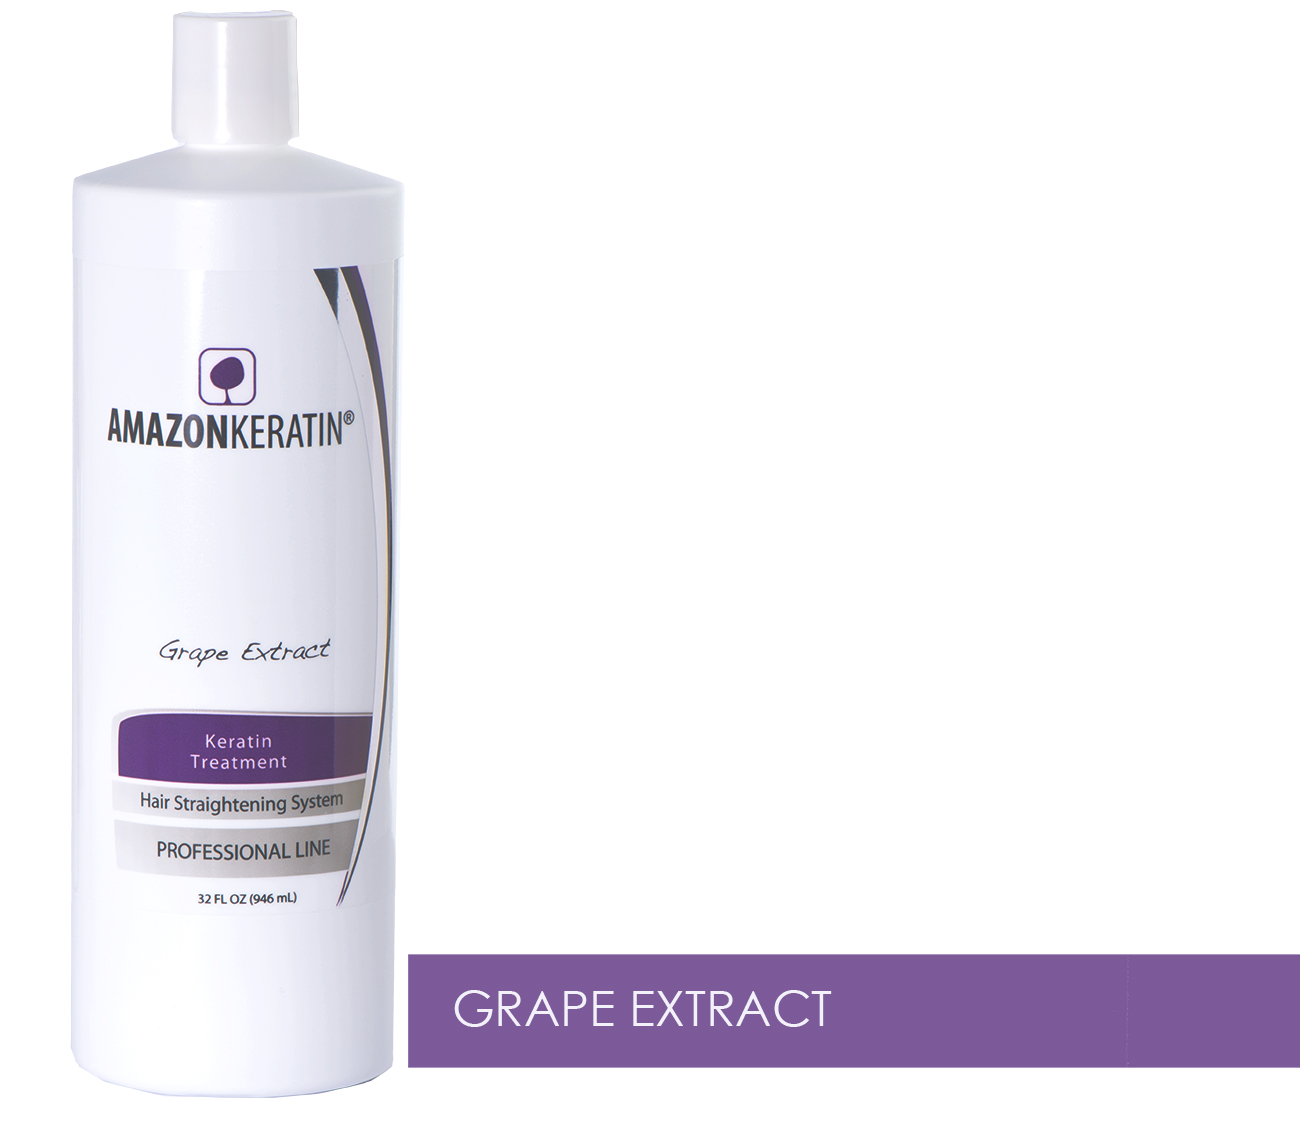 AMAZONKERATIN®
Grape Extract
Keratin
Treatment
Hair Straightening System
PROFESSIONAL LINE
32 FL OZ (946 mL)
GRAPE EXTRACT